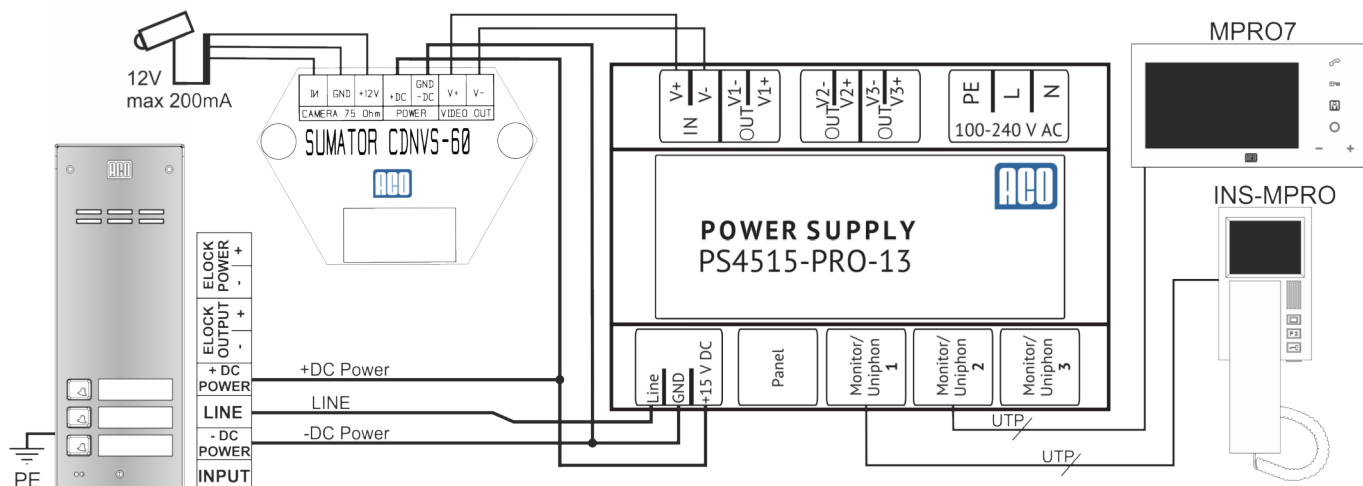 MPRO7
12V
max 200mA
IN GND +12V +DC GND -DC V+ V-
CAMERA 75 Ohm POWER VIDEO OUT
SUMATOR CDNVS-60
ACO
V+ V- V1- V1+
IN OUT
V2- V2+ V3- V3+
OUT OUT
PE L N
100-240 V AC
ACO
POWER SUPPLY
PS4515-PRO-13
ACO
INS-MPRO
ACO
ELOCK POWER + -
ELOCK OUTPUT + -
+ DC POWER
+DC Power
LINE
LINE
- DC POWER
-DC Power
INPUT
PE
Line GND +15 V DC
Panel
Monitor/ Uniphon 1
Monitor/ Uniphon 2
Monitor/ Uniphon 3
UTP
UTP